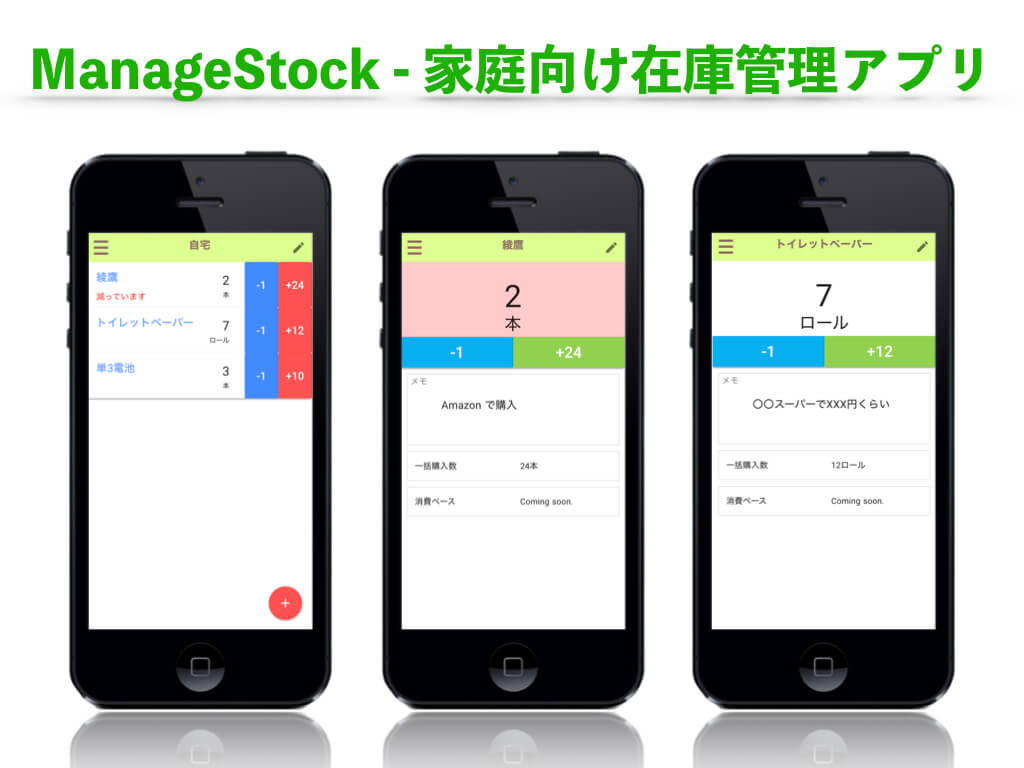 ManageStock - 家庭向け在庫管理アプリ
自宅
綾鷹
減っています
2
本
-1
+24
トイレットペーパー
7
ロール
-1
+12
単3電池
3
本
-1
+10
+
綾鷹
2
本
-1
+24
メモ
Amazon で購入
一括購入数 24本
消費ペース Coming soon.
トイレットペーパー
7
ロール
-1
+12
メモ
〇〇スーパーでXXX円くらい
一括購入数 12ロール
消費ペース Coming soon.